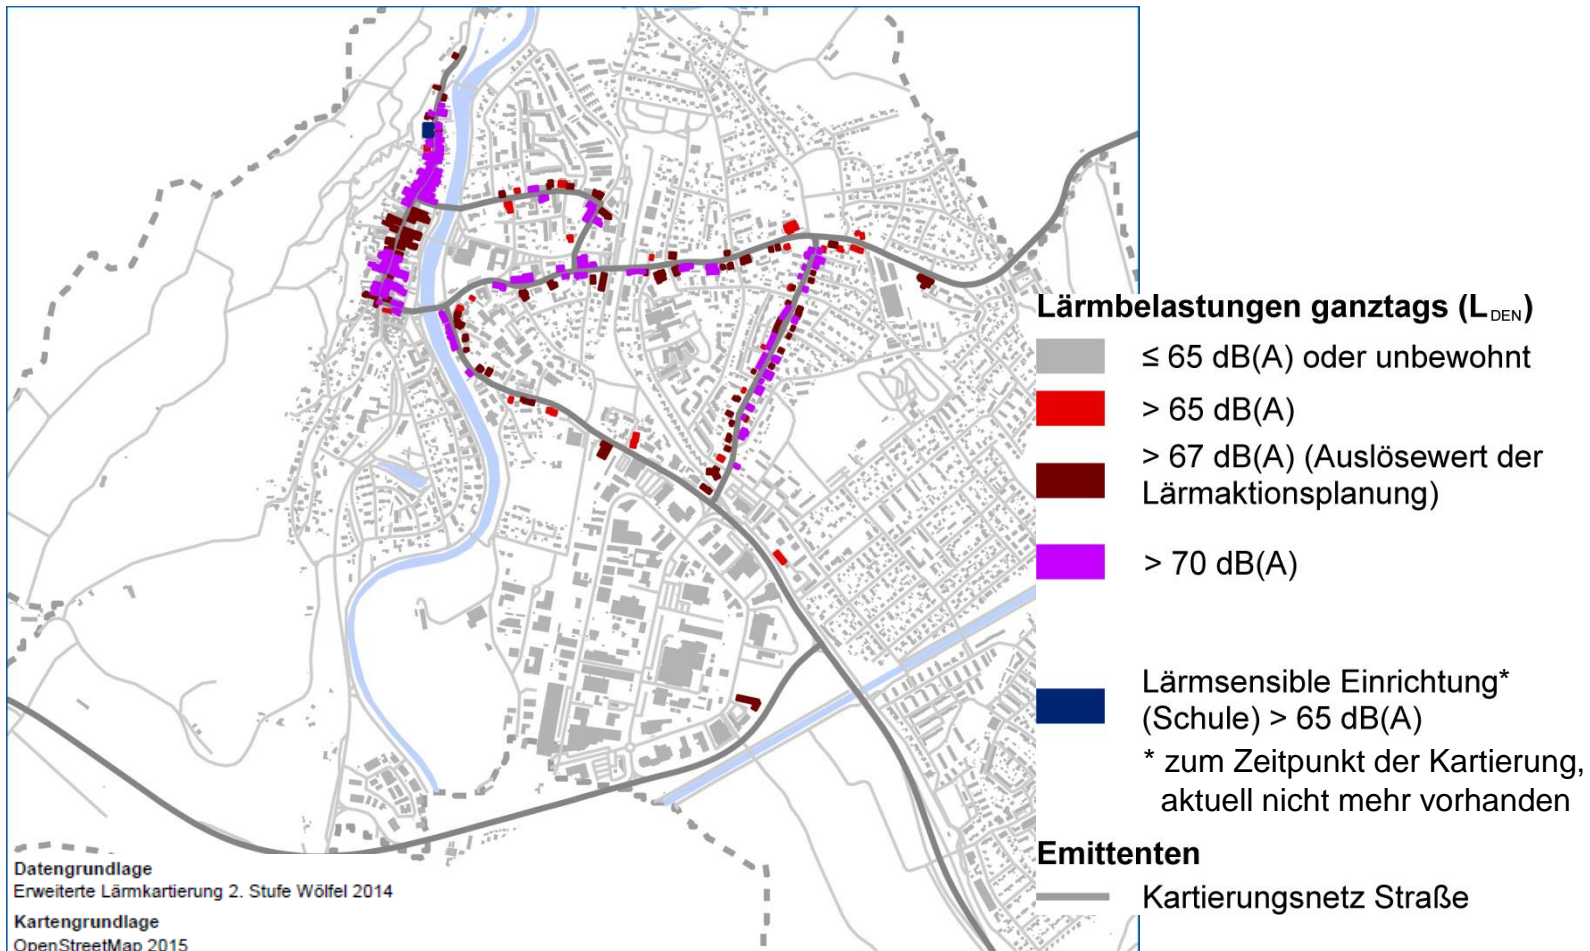 Lärmbelastungen ganztags (LDEN)
≤ 65 dB(A) oder unbewohnt
> 65 dB(A)
> 67 dB(A) (Auslösewert der
Lärmaktionsplanung)
> 70 dB(A)
Lärmsensible Einrichtung*
(Schule) > 65 dB(A)
* zum Zeitpunkt der Kartierung,
aktuell nicht mehr vorhanden
Emittenten
Kartierungsnetz Straße
Datengrundlage
Erweiterte Lärmkartierung 2. Stufe Wölfel 2014
Kartengrundlage
OpenStreetMap 2015